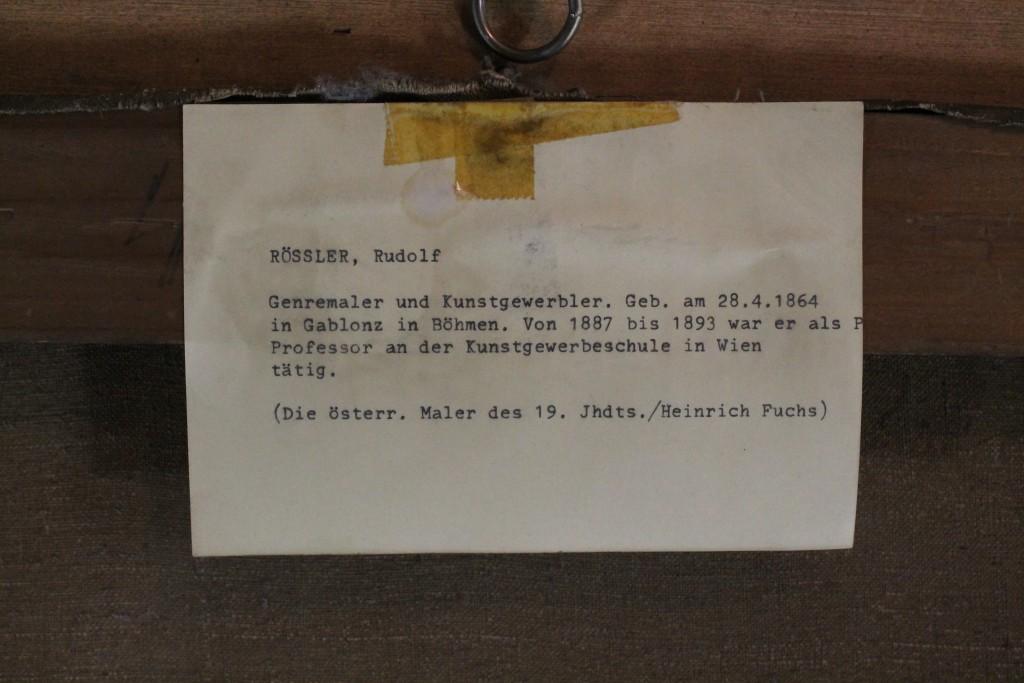 RÖSSLER, Rudolf
Genremaler und Kunstgewerbler. Geb. am 28.4.1864
in Gablonz in Böhmen. Von 1887 bis 1893 war er als P
Professor an der Kunstgewerbeschule in Wien
tätig.
(Die österr. Maler des 19. Jhdts./Heinrich Fuchs)